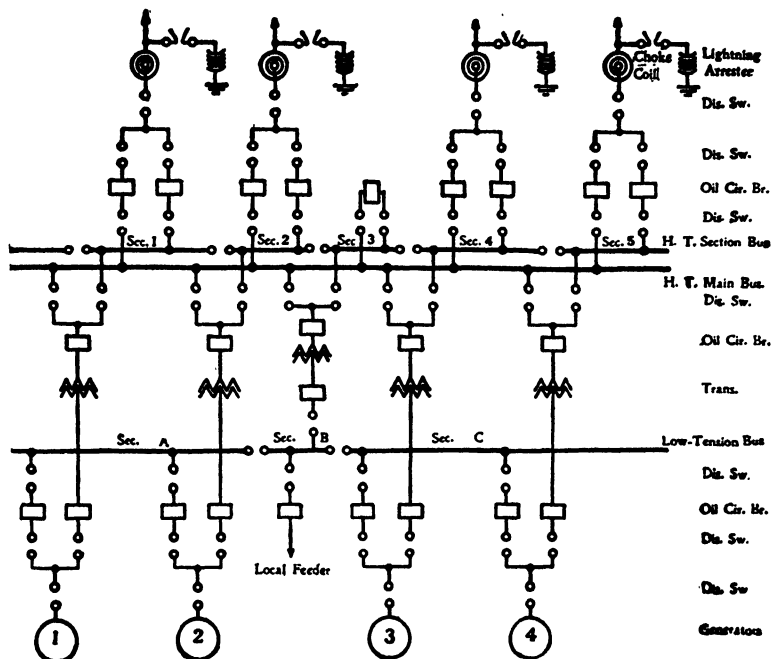 Choke
Coil
Lightning
Arrester
Dis. Sw.
Dis. Sw.
Oil Cir. Br.
Dis. Sw.
Sec. 1
Sec. 2
Sec. 3
Sec. 4
Sec. 5
H. T. Section Bus
H. T. Main Bus.
Dis. Sw.
Oil Cir. Br.
Trans.
Sec. A
Sec. B
Sec. C
Low-Tension Bus
Dis. Sw.
Oil Cir. Br.
Dis. Sw.
Local Feeder
Dis. Sw
1
2
3
4
Generators